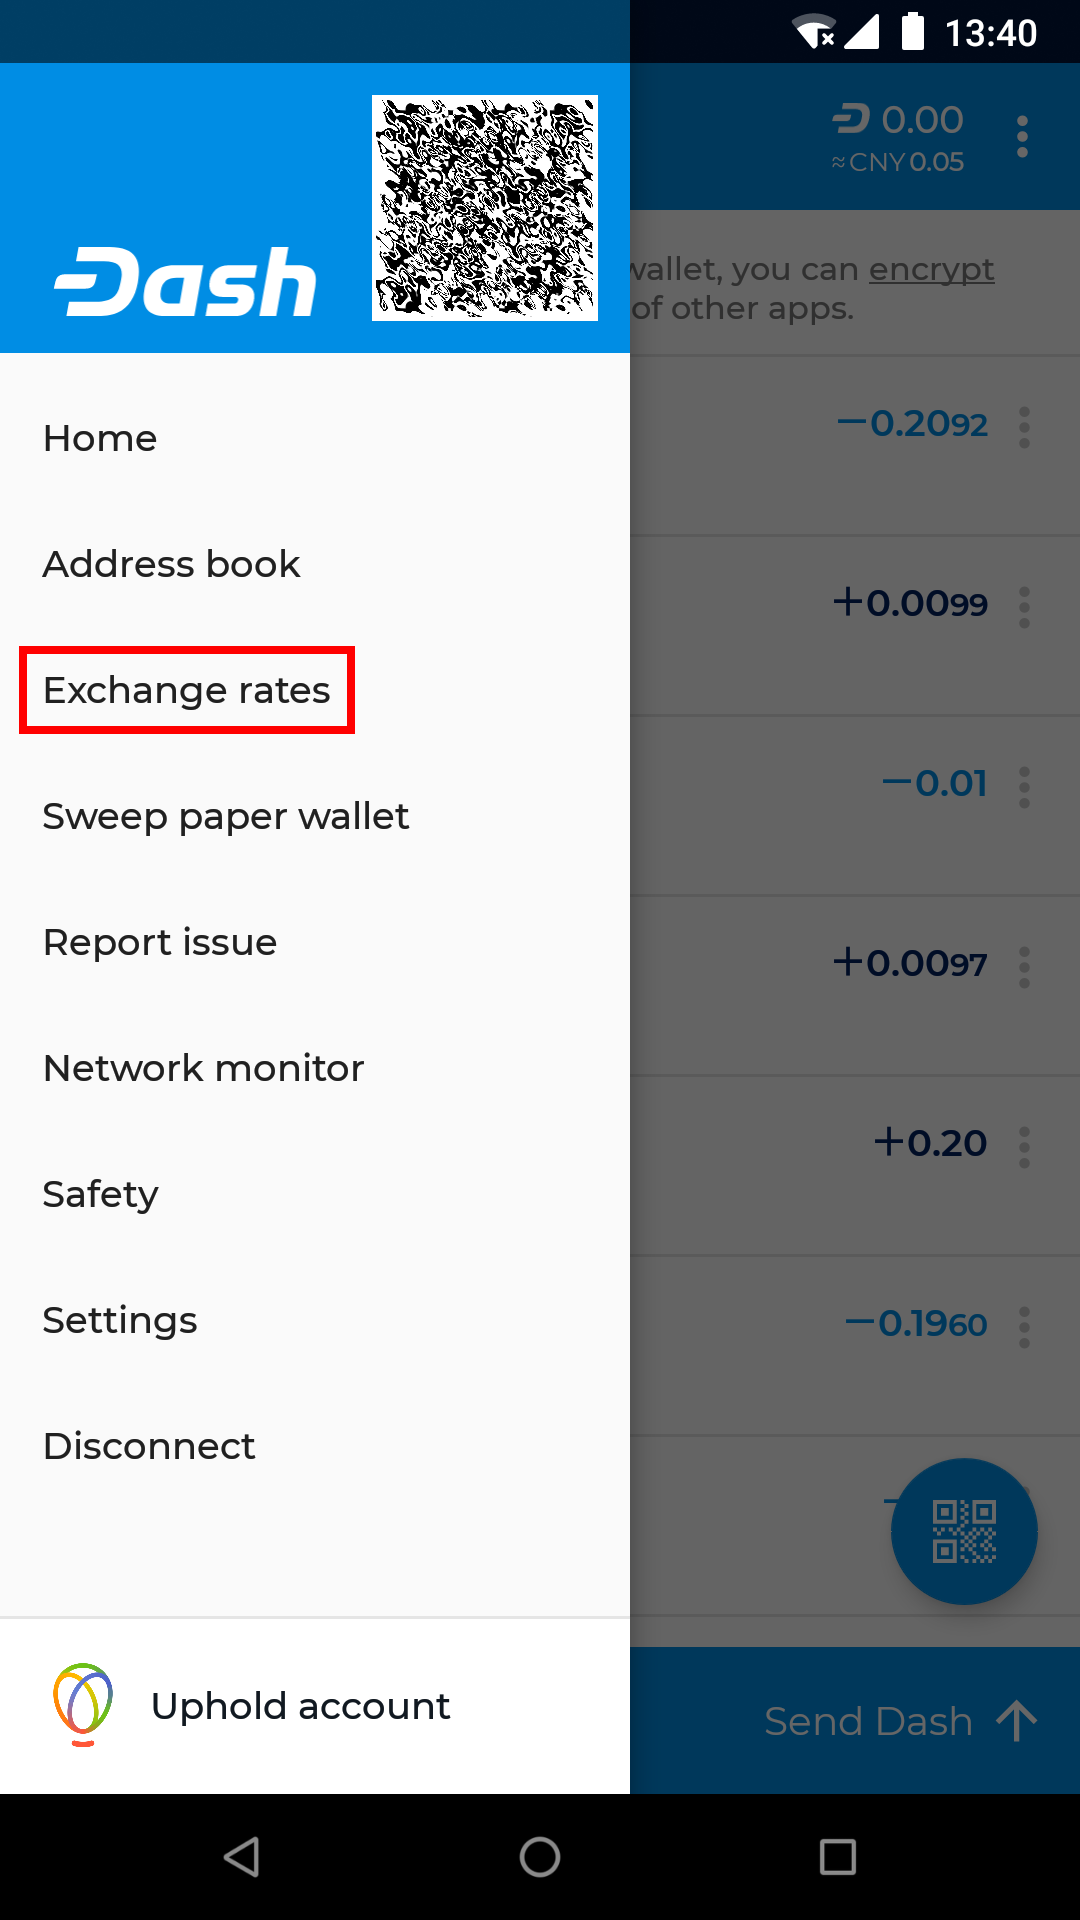 13:40
Dash
0.00
≈CNY 0.05
wallet, you can encrypt
of other apps.
Home
−0.2092
Address book
+0.0099
Exchange rates
−0.01
Sweep paper wallet
Report issue
+0.0097
Network monitor
+0.20
Safety
Settings
−0.1960
Disconnect
Uphold account
Send Dash